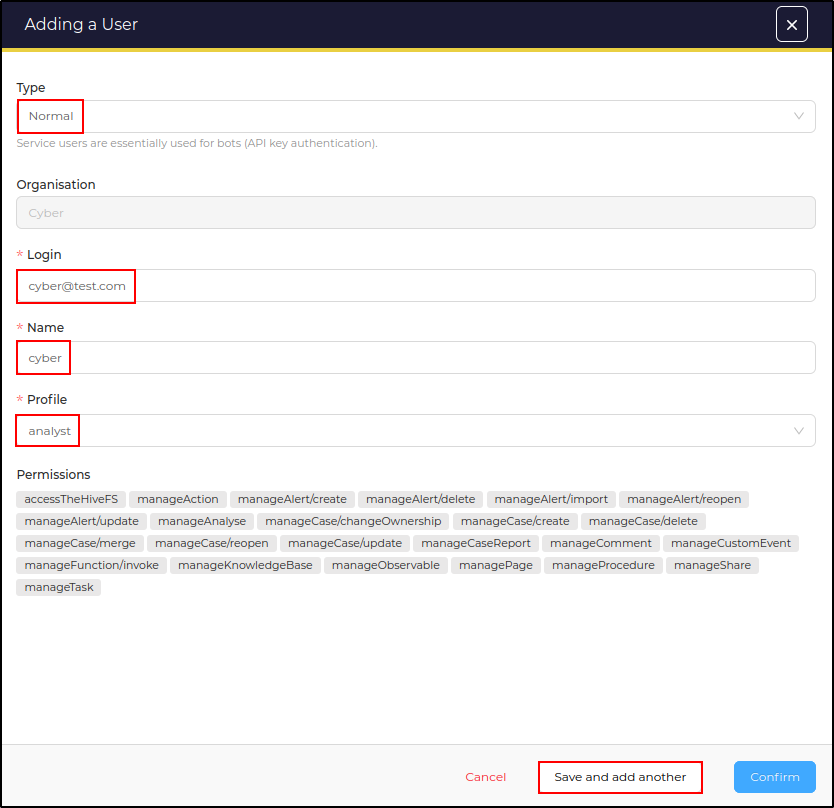 Adding a User
Type
Normal
Service users are essentially used for bots (API key authentication).
Organisation
Cyber
* Login
cyber@test.com
* Name
cyber
* Profile
analyst
Permissions
accessTheHiveFS manageAction manageAlert/create manageAlert/delete manageAlert/import manageAlert/reopen
manageAlert/update manageAnalyse manageCase/changeOwnership manageCase/create manageCase/delete
manageCase/merge manageCase/reopen manageCase/update manageCaseReport manageComment manageCustomEvent
manageFunction/invoke manageKnowledgeBase manageObservable managePage manageProcedure manageShare
manageTask
Cancel Save and add another Confirm